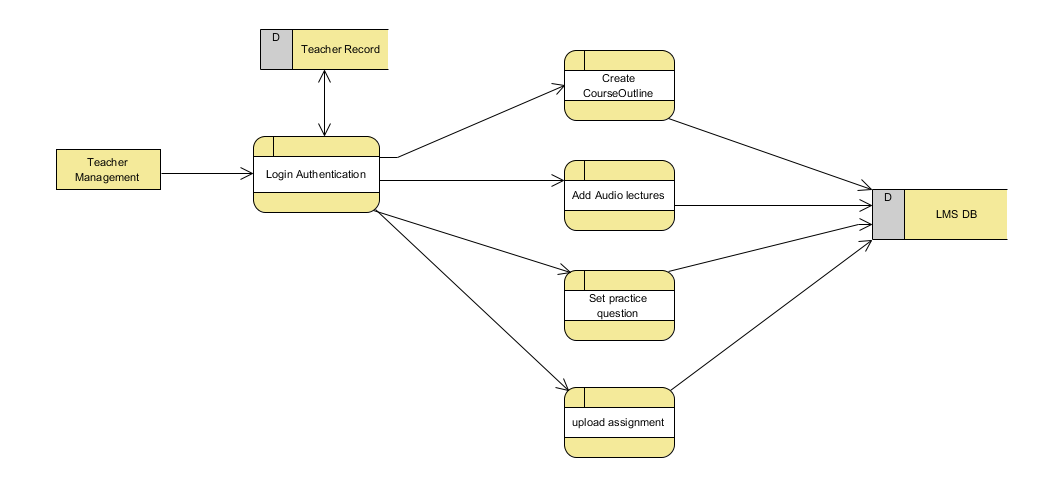 D
Teacher Record
Create
CourseOutline
Teacher
Management
Login Authentication
Add Audio lectures
D
LMS DB
Set practice
question
upload assignment